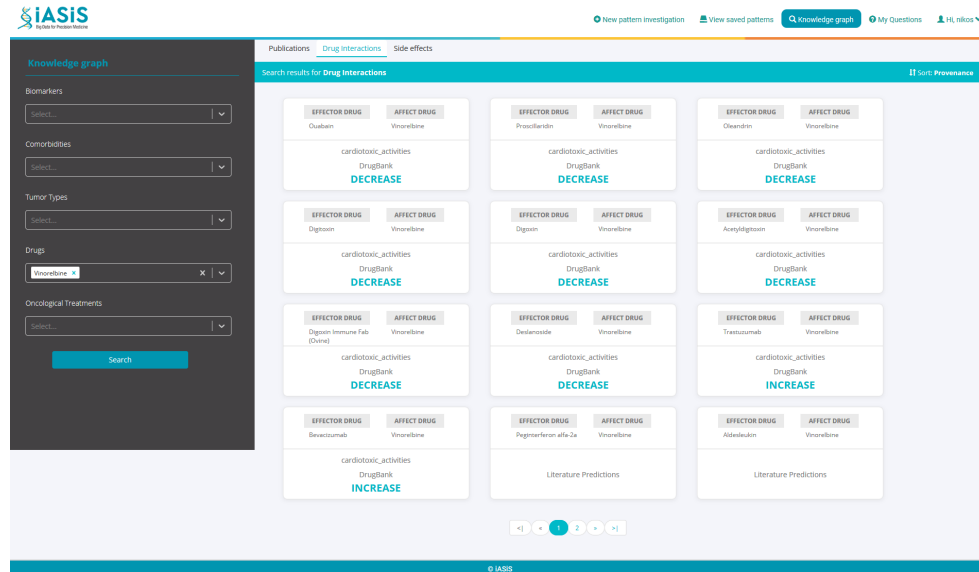 iASiS
Big Data for Precision Medicine
New pattern investigation
View saved patterns
Knowledge graph
My Questions
Hi, nikos
Knowledge graph
Biomarkers
Select...
Comorbidities
Select...
Tumor Types
Select...
Drugs
Vinorelbine ×
Oncological Treatments
Select...
Search
Publications
Drug Interactions
Side effects
Search results for Drug Interactions
Sort: Provenance
EFFECTOR DRUG AFFECT DRUG
Ouabain Vinorelbine
cardiotoxic_activities
DrugBank
DECREASE
EFFECTOR DRUG AFFECT DRUG
Proscillaridin Vinorelbine
cardiotoxic_activities
DrugBank
DECREASE
EFFECTOR DRUG AFFECT DRUG
Oleandrin Vinorelbine
cardiotoxic_activities
DrugBank
DECREASE
EFFECTOR DRUG AFFECT DRUG
Digitoxin Vinorelbine
cardiotoxic_activities
DrugBank
DECREASE
EFFECTOR DRUG AFFECT DRUG
Digoxin Vinorelbine
cardiotoxic_activities
DrugBank
DECREASE
EFFECTOR DRUG AFFECT DRUG
Acetyldigitoxin Vinorelbine
cardiotoxic_activities
DrugBank
DECREASE
EFFECTOR DRUG AFFECT DRUG
Digoxin Immune Fab Vinorelbine
(Ovine)
cardiotoxic_activities
DrugBank
DECREASE
EFFECTOR DRUG AFFECT DRUG
Deslanoside Vinorelbine
cardiotoxic_activities
DrugBank
DECREASE
EFFECTOR DRUG AFFECT DRUG
Trastuzumab Vinorelbine
cardiotoxic_activities
DrugBank
INCREASE
EFFECTOR DRUG AFFECT DRUG
Bevacizumab Vinorelbine
cardiotoxic_activities
DrugBank
INCREASE
EFFECTOR DRUG AFFECT DRUG
Peginterferon alfa-2a Vinorelbine
Literature Predictions
EFFECTOR DRUG AFFECT DRUG
Aldesleukin Vinorelbine
Literature Predictions
<| < 1 2 > >|
© iASiS